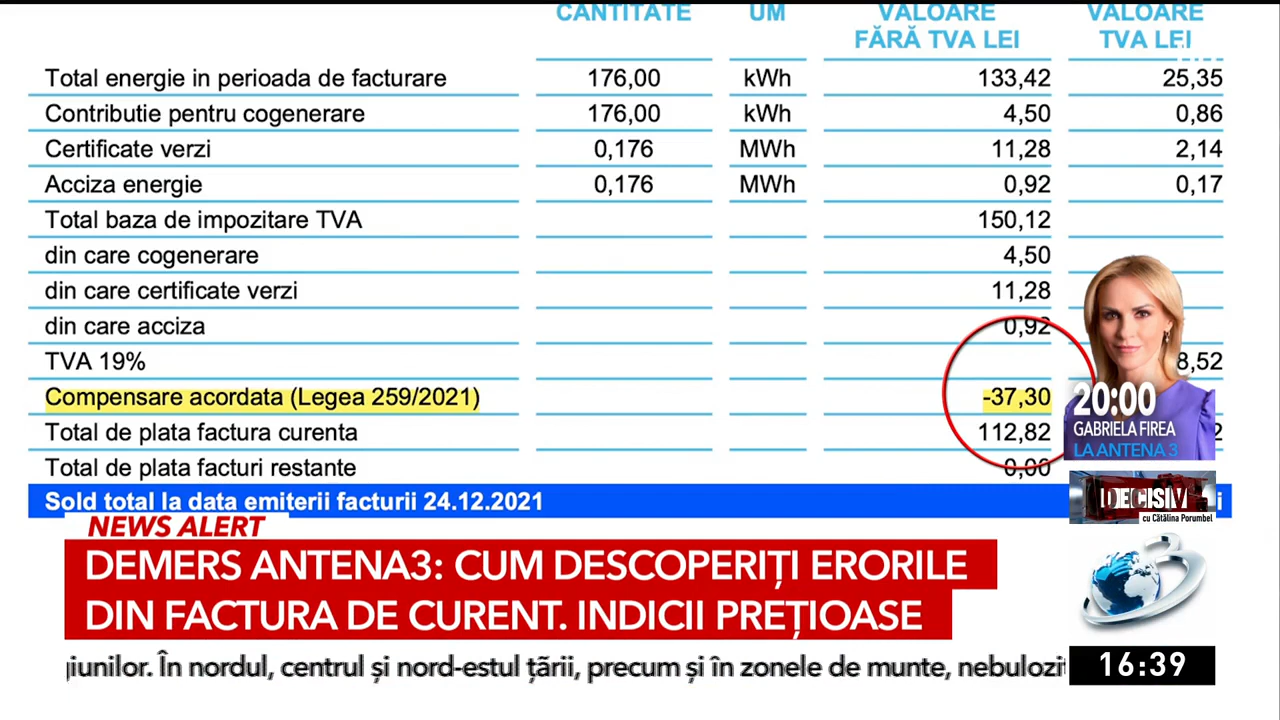 CANTITATE UM VALOARE VALOARE
FĂRĂ TVA LEI TVA LEI
Total energie in perioada de facturare 176,00 kWh 133,42 25,35
Contributie pentru cogenerare 176,00 kWh 4,50 0,86
Certificate verzi 0,176 MWh 11,28 2,14
Acciza energie 0,176 MWh 0,92 0,17
Total baza de impozitare TVA 150,12
din care cogenerare 4,50
din care certificate verzi 11,28
din care acciza 0,92
TVA 19% 8,52
Compensare acordata (Legea 259/2021) -37,30
Total de plata factura curenta 112,82 2
Total de plata facturi restante 0,00
Sold total la data emiterii facturii 24.12.2021 i
20:00
GABRIELA FIREA
LA ANTENA 3
DECISIV
cu Cătălina Porumbel
NEWS ALERT
DEMERS ANTENA3: CUM DESCOPERIȚI ERORILE
DIN FACTURA DE CURENT. INDICII PREȚIOASE
giunilor. În nordul, centrul și nord-estul țării, precum și în zonele de munte, nebulozit
3
16:39